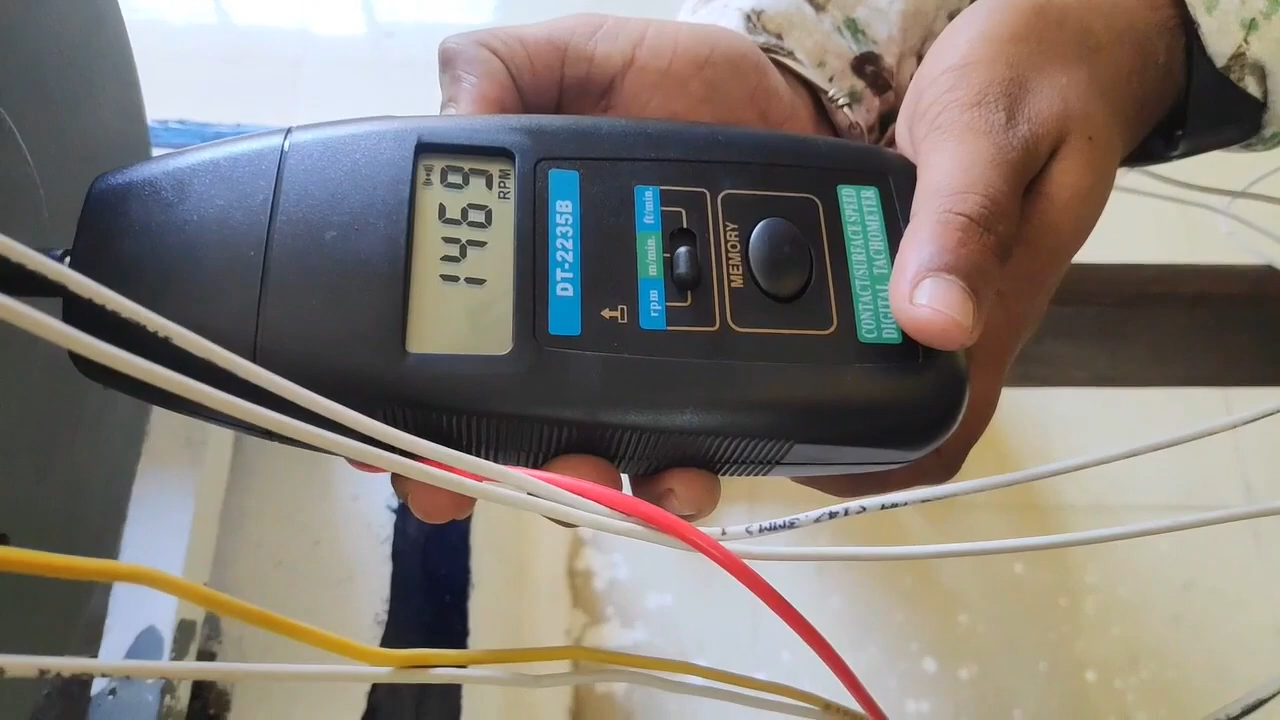 1469
RPM
DT-2235B
rpm m/min. ft/min.
MEMORY
CONTACT/SURFACE SPEED
DIGITAL TACHOMETER